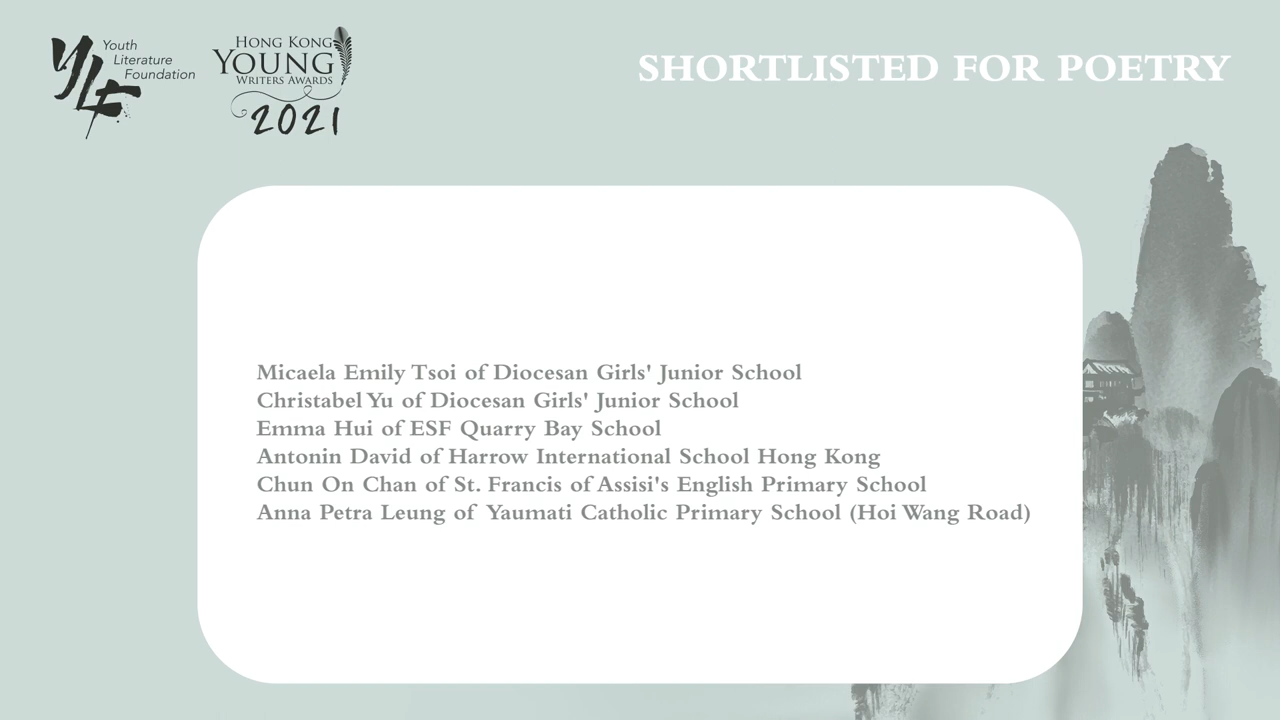 YLF
Youth
Literature
Foundation
HONG KONG
YOUNG
WRITERS AWARDS
2021
SHORTLISTED FOR POETRY
Micaela Emily Tsoi of Diocesan Girls' Junior School
Christabel Yu of Diocesan Girls' Junior School
Emma Hui of ESF Quarry Bay School
Antonin David of Harrow International School Hong Kong
Chun On Chan of St. Francis of Assisi's English Primary School
Anna Petra Leung of Yaumati Catholic Primary School (Hoi Wang Road)